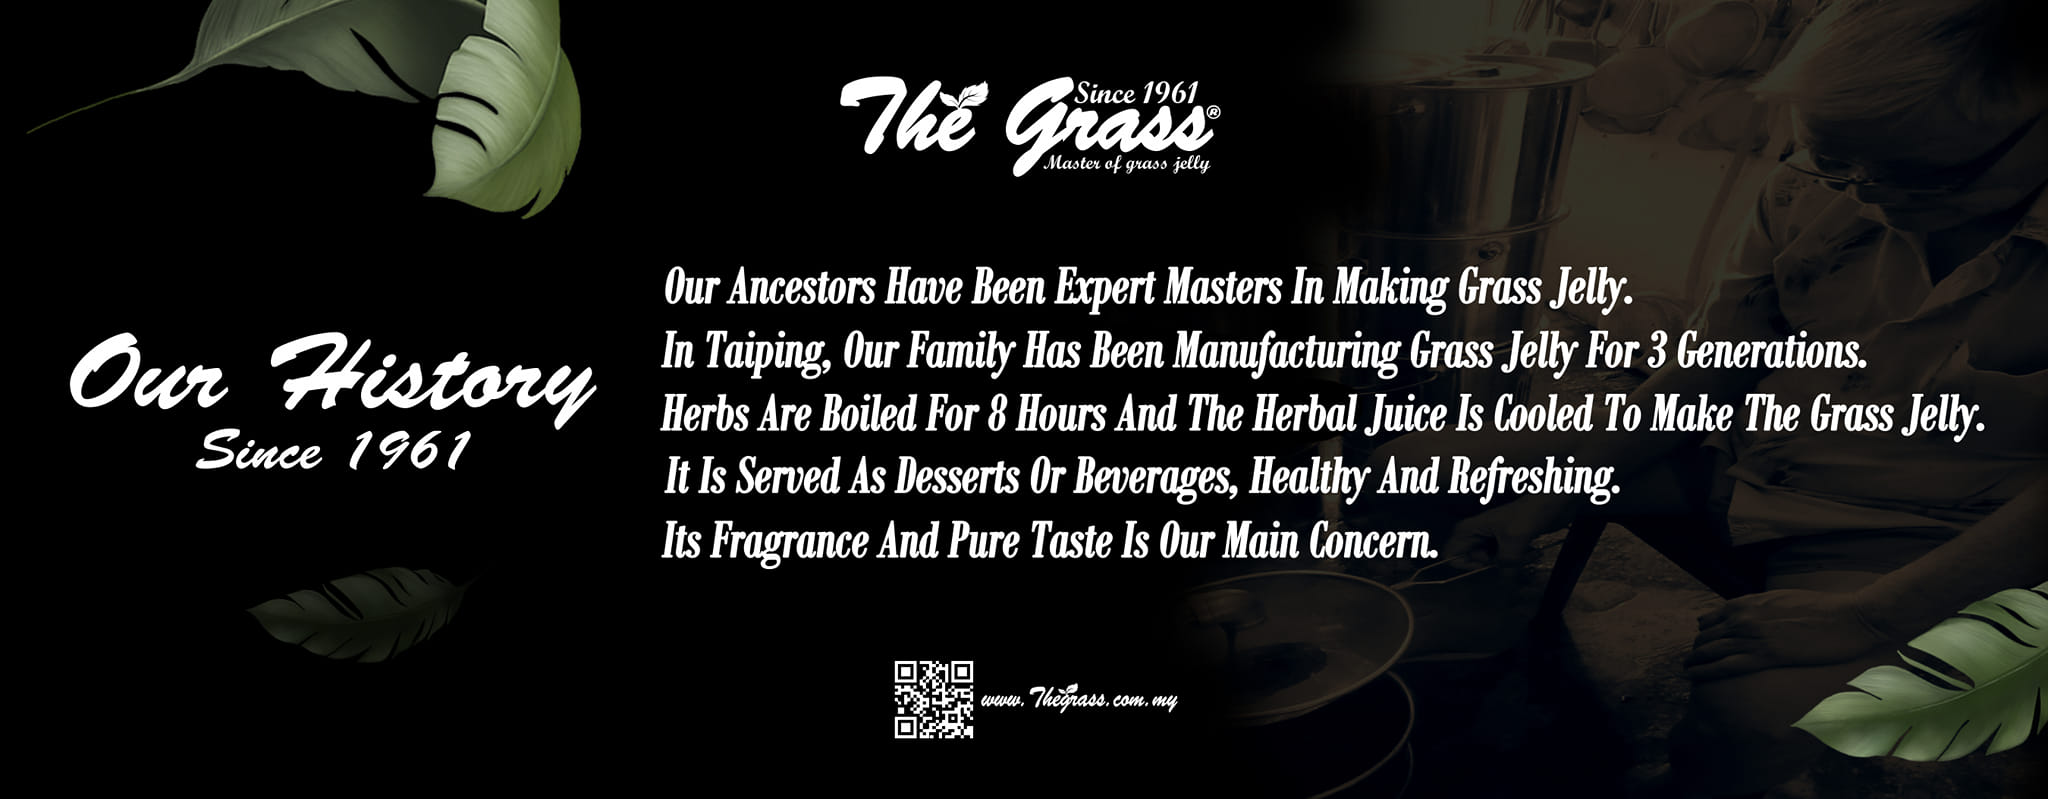 The Grass®
Since 1961
Master of grass jelly
Our History
Since 1961
Our Ancestors Have Been Expert Masters In Making Grass Jelly.
In Taiping, Our Family Has Been Manufacturing Grass Jelly For 3 Generations.
Herbs Are Boiled For 8 Hours And The Herbal Juice Is Cooled To Make The Grass Jelly.
It Is Served As Desserts Or Beverages, Healthy And Refreshing.
Its Fragrance And Pure Taste Is Our Main Concern.
www.Thegrass.com.my